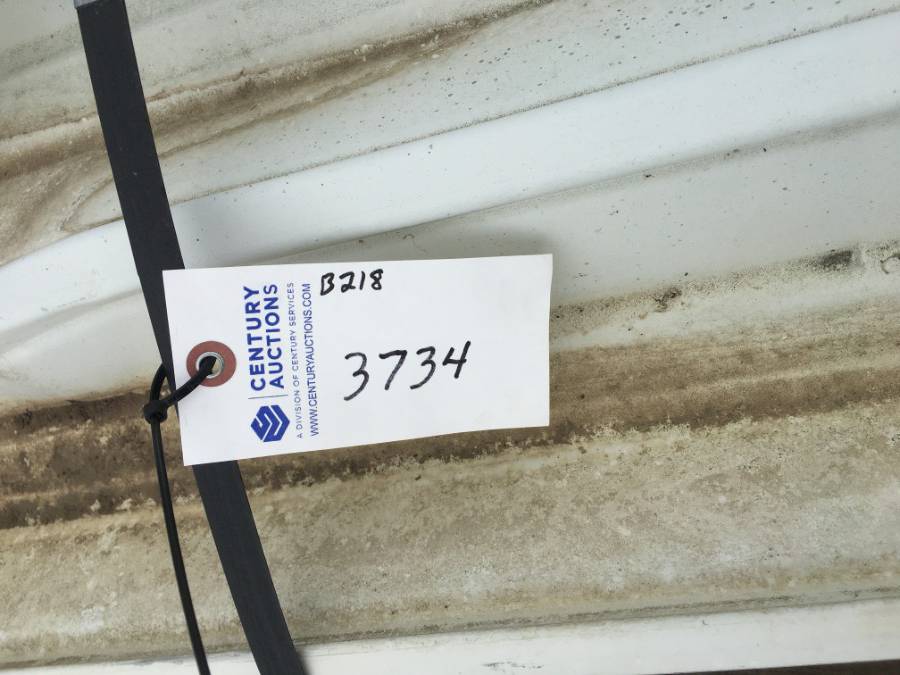 B218
3734
CENTURY
AUCTIONS
A DIVISION OF CENTURY SERVICES
WWW.CENTURYAUCTIONS.COM